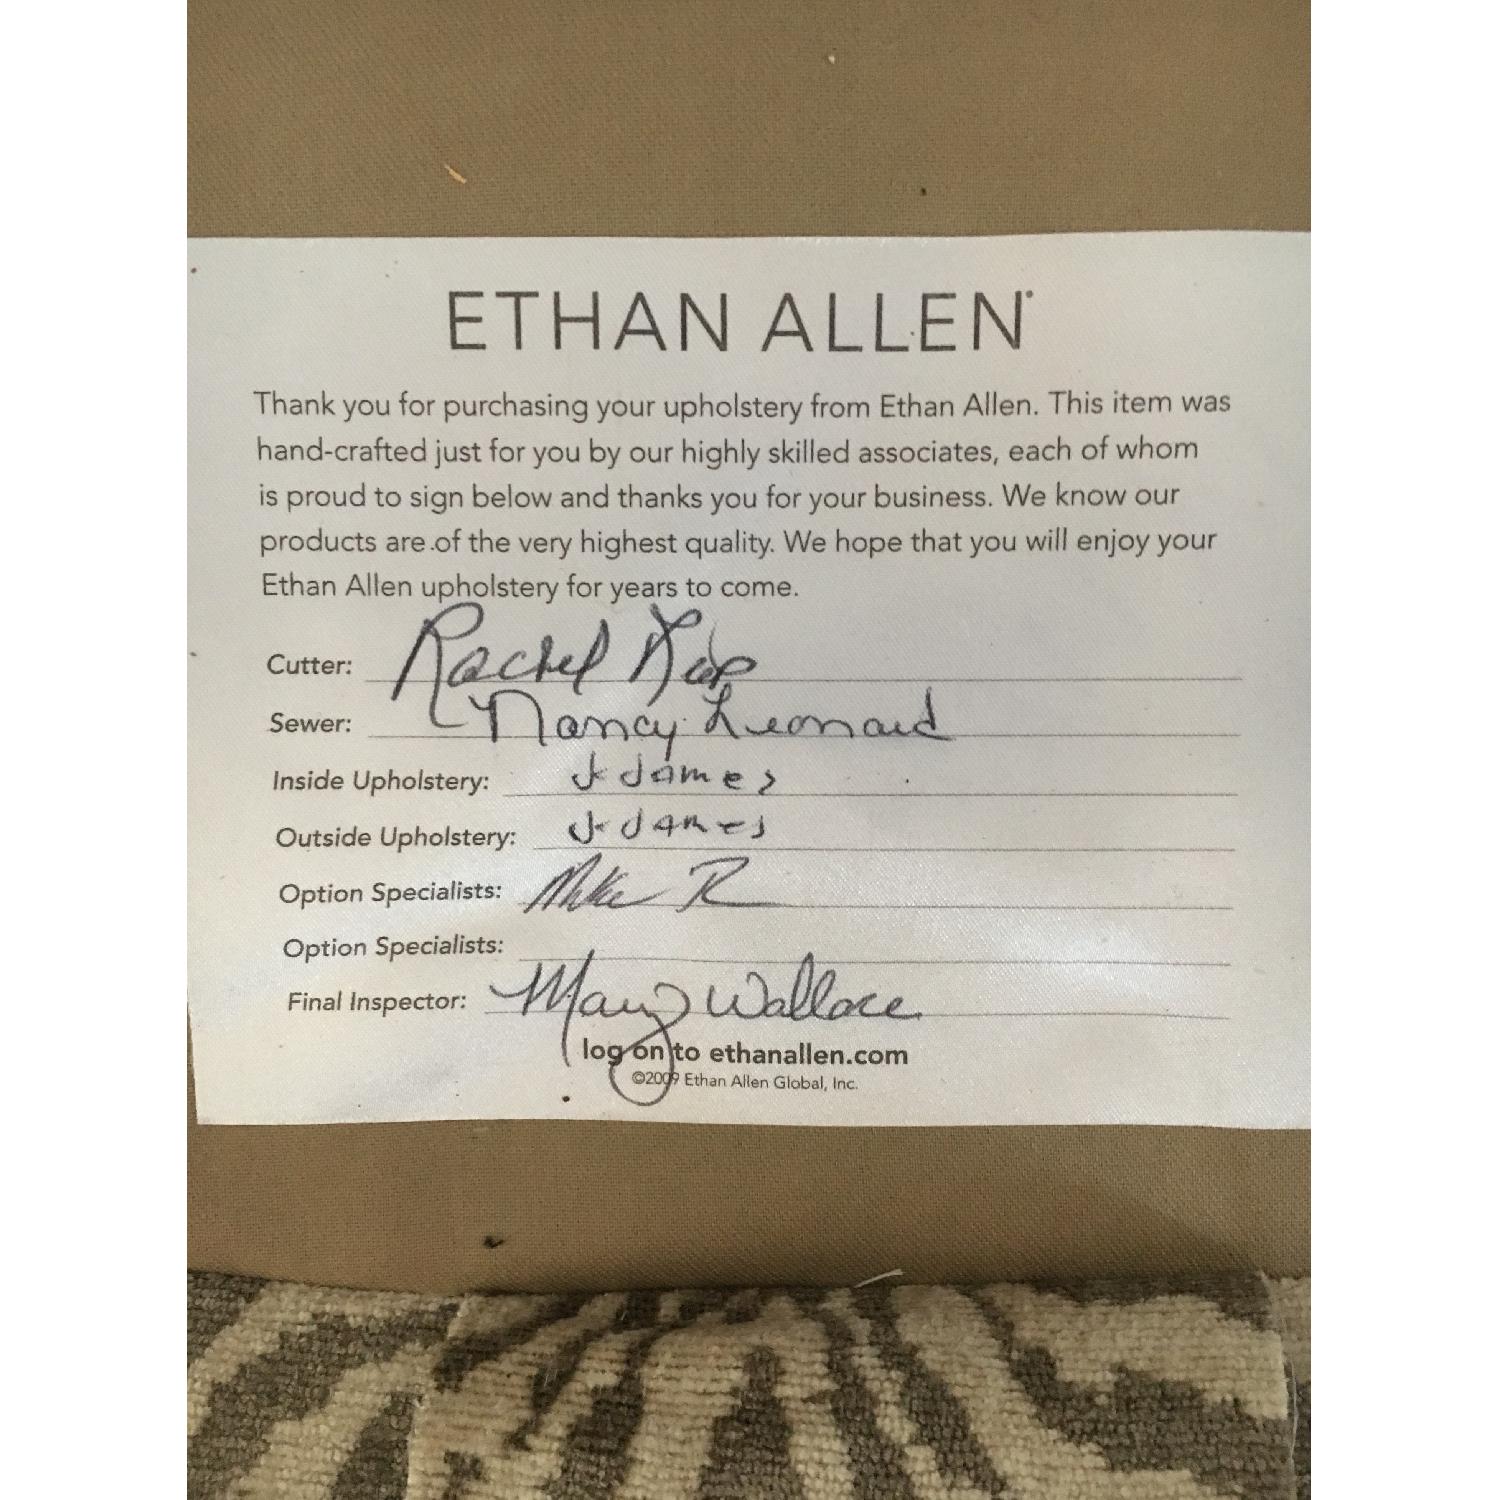 ETHAN ALLEN
Thank you for purchasing your upholstery from Ethan Allen. This item was
hand-crafted just for you by our highly skilled associates, each of whom
is proud to sign below and thanks you for your business. We know our
products are of the very highest quality. We hope that you will enjoy your
Ethan Allen upholstery for years to come.
Cutter: Rachel
Sewer: Nancy Leonard
Inside Upholstery: J James
Outside Upholstery: J James
Option Specialists: Mike R
Option Specialists:
Final Inspector: Mary Wallace
log on to ethanallen.com
©2009 Ethan Allen Global, Inc.